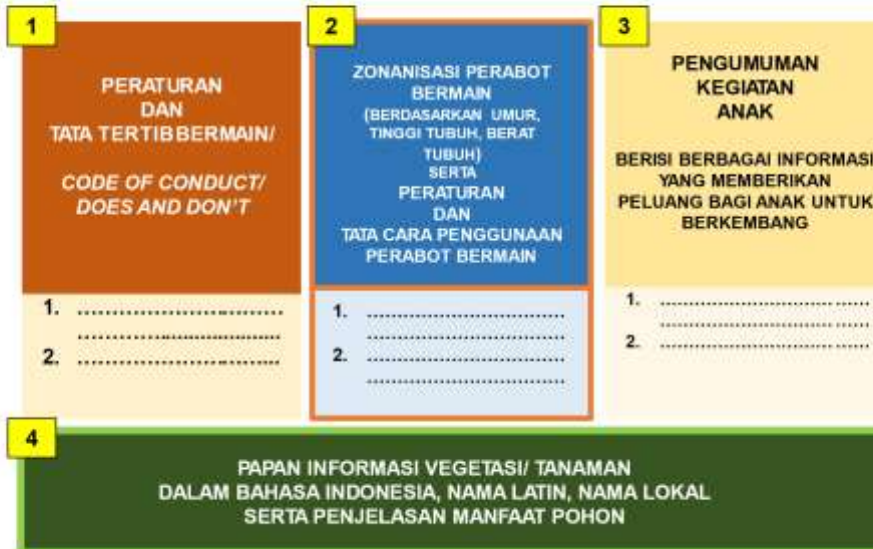 1
PERATURAN
DAN
TATA TERTIBBERMAIN/
CODE OF CONDUCT/
DOES AND DON'T
1. ..............................
..............................
2. ..............................
2
ZONANISASI PERABOT
BERMAIN
(BERDASARKAN UMUR,
TINGGI TUBUH, BERAT
TUBUH)
SERTA
PERATURAN
DAN
TATA CARA PENGGUNAAN
PERABOT BERMAIN
1. ..............................
..............................
2. ..............................
..............................
3
PENGUMUMAN
KEGIATAN
ANAK
BERISI BERBAGAI INFORMASI
YANG MEMBERIKAN
PELUANG BAGI ANAK UNTUK
BERKEMBANG
1. ..............................
..............................
2. ..............................
4
PAPAN INFORMASI VEGETASI/ TANAMAN
DALAM BAHASA INDONESIA, NAMA LATIN, NAMA LOKAL
SERTA PENJELASAN MANFAAT POHON